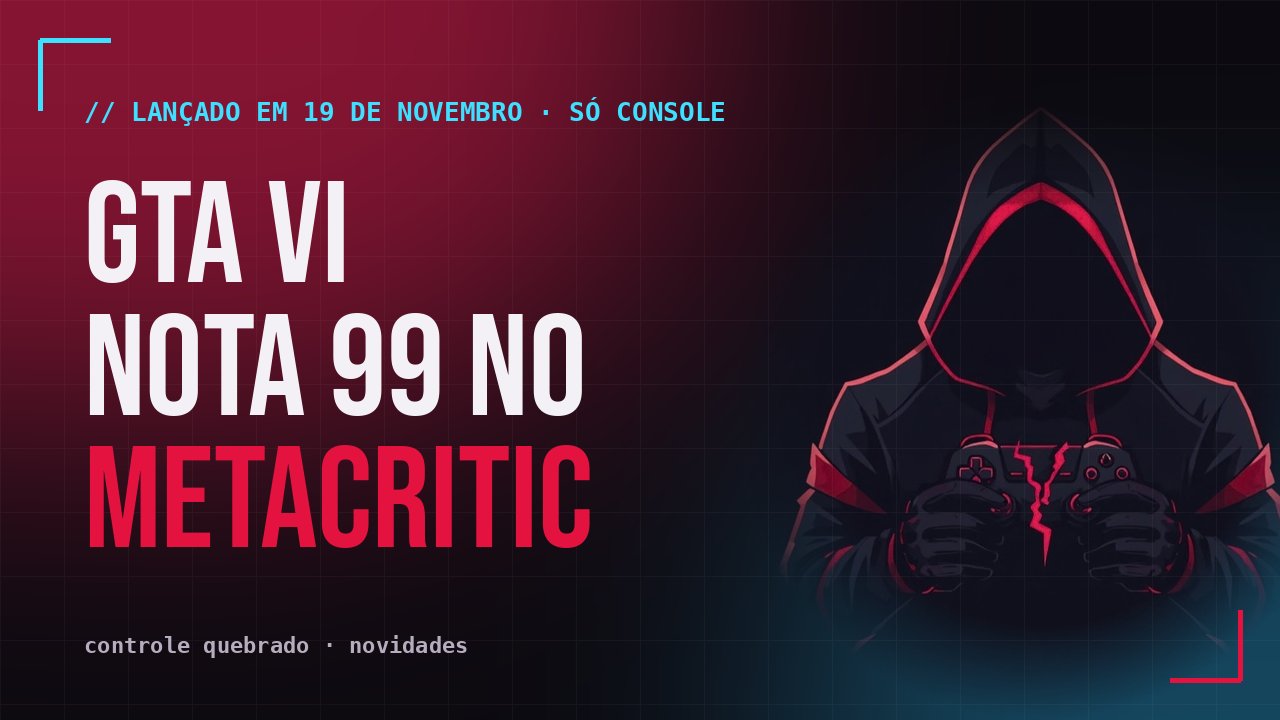 // LANÇADO EM 19 DE NOVEMBRO · SÓ CONSOLE
GTA VI
NOTA 99 NO
METACRITIC
controle quebrado · novidades